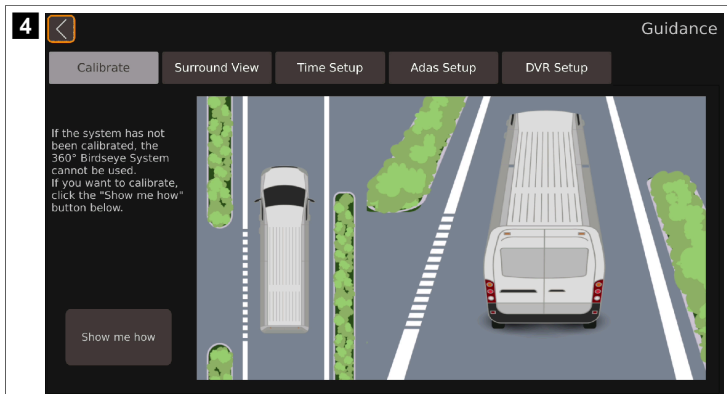 4
Guidance
Calibrate
Surround View
Time Setup
Adas Setup
DVR Setup
If the system has not
been calibrated, the
360° Birdseye System
cannot be used.
If you want to calibrate,
click the "Show me how"
button below.
Show me how